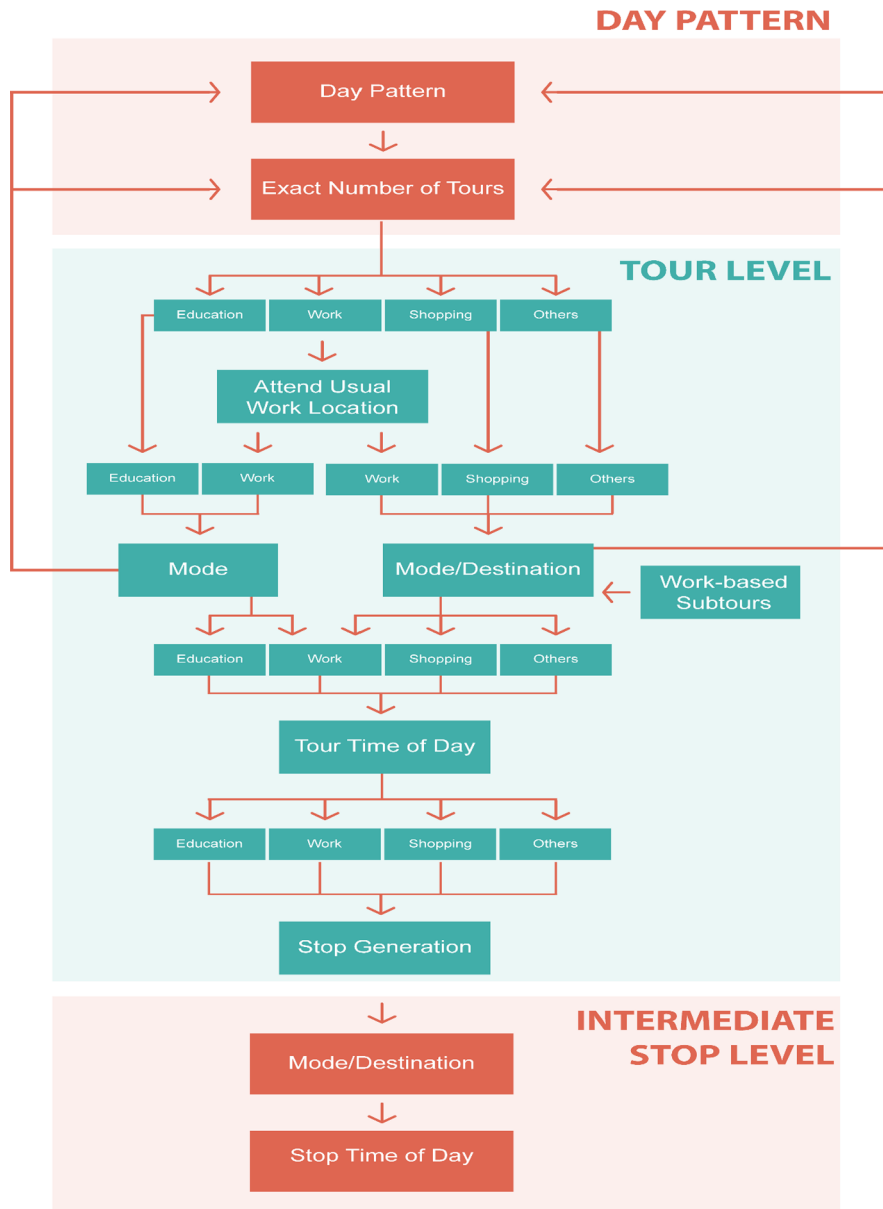 DAY PATTERN
Day Pattern
Exact Number of Tours
TOUR LEVEL
Education
Work
Shopping
Others
Attend Usual
Work Location
Education
Work
Work
Shopping
Others
Mode
Mode/Destination
Work-based
Subtours
Education
Work
Shopping
Others
Tour Time of Day
Education
Work
Shopping
Others
Stop Generation
INTERMEDIATE
STOP LEVEL
Mode/Destination
Stop Time of Day